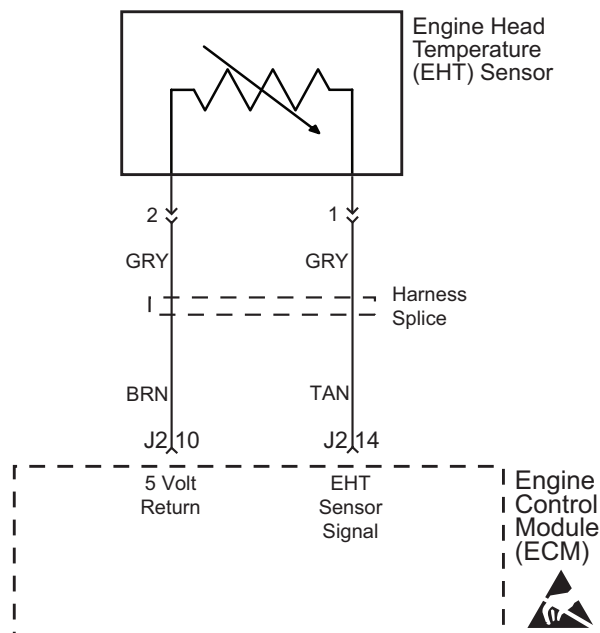 Engine Head
Temperature
(EHT) Sensor
2
1
GRY
GRY
Harness
Splice
BRN
TAN
J2 10
J2 14
5 Volt
Return
EHT
Sensor
Signal
Engine
Control
Module
(ECM)